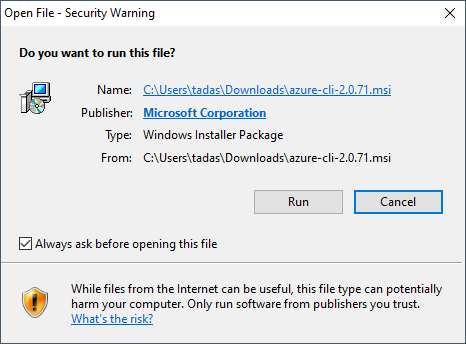 Open File - Security Warning
Do you want to run this file?
Name: C:\Users\tadas\Downloads\azure-cli-2.0.71.msi
Publisher: Microsoft Corporation
Type: Windows Installer Package
From: C:\Users\tadas\Downloads\azure-cli-2.0.71.msi
Run Cancel
Always ask before opening this file
While files from the Internet can be useful, this file type can potentially
harm your computer. Only run software from publishers you trust.
What's the risk?